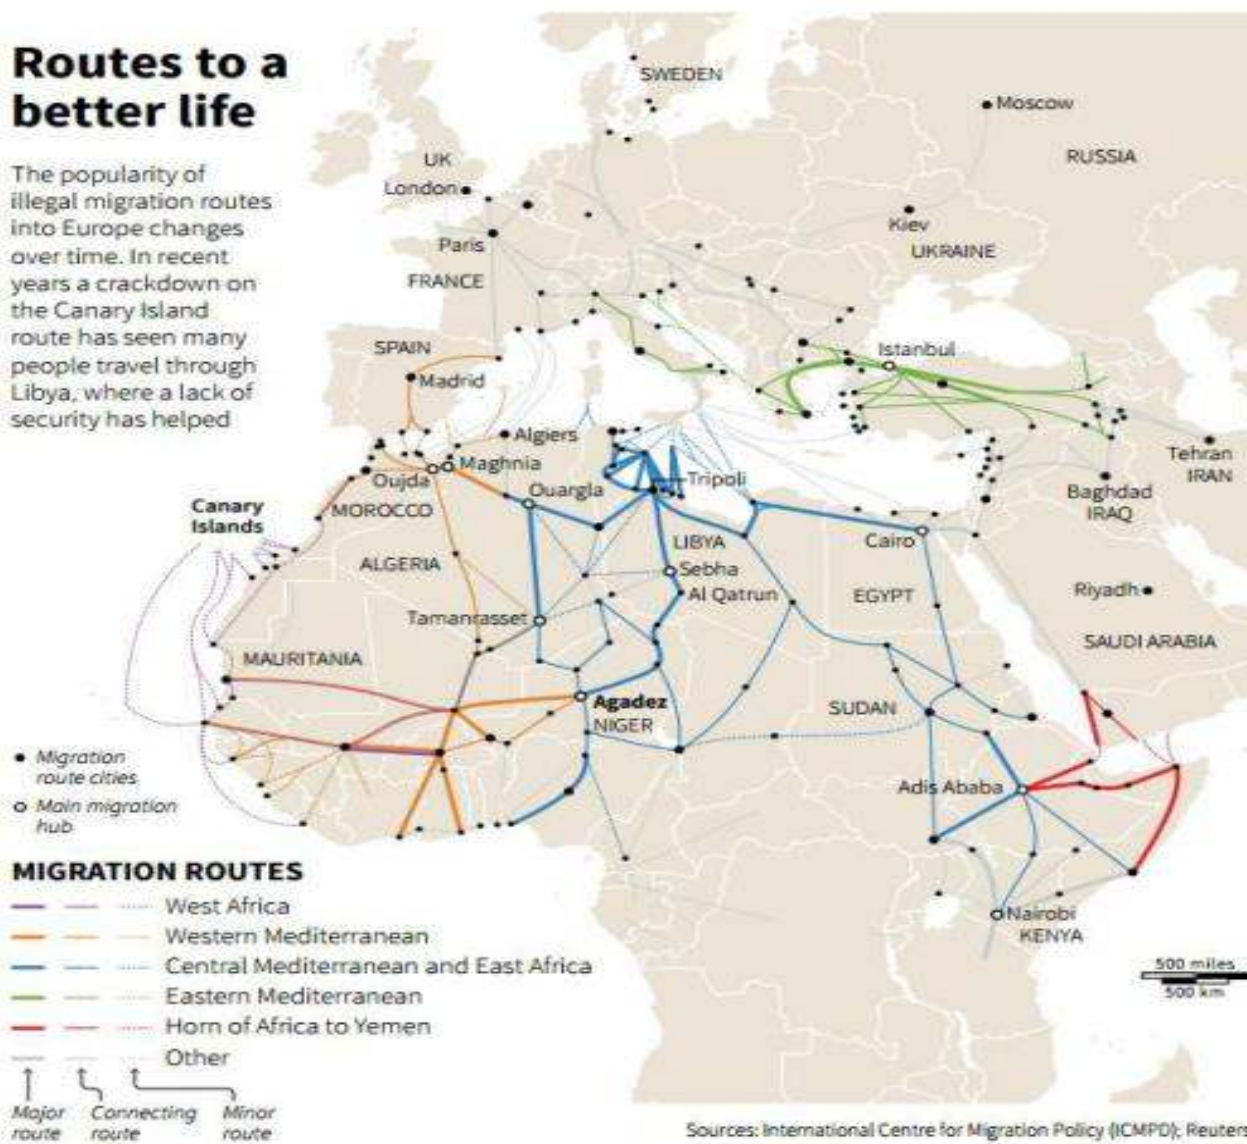 Routes to a
better life
The popularity of
illegal migration routes
into Europe changes
over time. In recent
years a crackdown on
the Canary Island
route has seen many
people travel through
Libya, where a lack of
security has helped
SWEDEN
Moscow
RUSSIA
UK
London
Kiev
UKRAINE
Paris
FRANCE
SPAIN
Madrid
Istanbul
Algiers
Tehran
IRAN
Maghnia
Oujda
Tripoli
Ouargla
Baghdad
IRAQ
Canary
Islands
MOROCCO
LIBYA
Cairo
ALGERIA
Sebha
Al Qatrun
EGYPT
Riyadh
Tamanrasset
SAUDI ARABIA
MAURITANIA
Agadez
NIGER
SUDAN
Adis Ababa
Nairobi
KENYA
Migration
route cities
Main migration
hub
MIGRATION ROUTES
West Africa
Western Mediterranean
Central Mediterranean and East Africa
Eastern Mediterranean
Horn of Africa to Yemen
Other
Major
route
Connecting
route
Minor
route
500 miles
500 km
Sources: International Centre for Migration Policy (ICMPD); Reuters